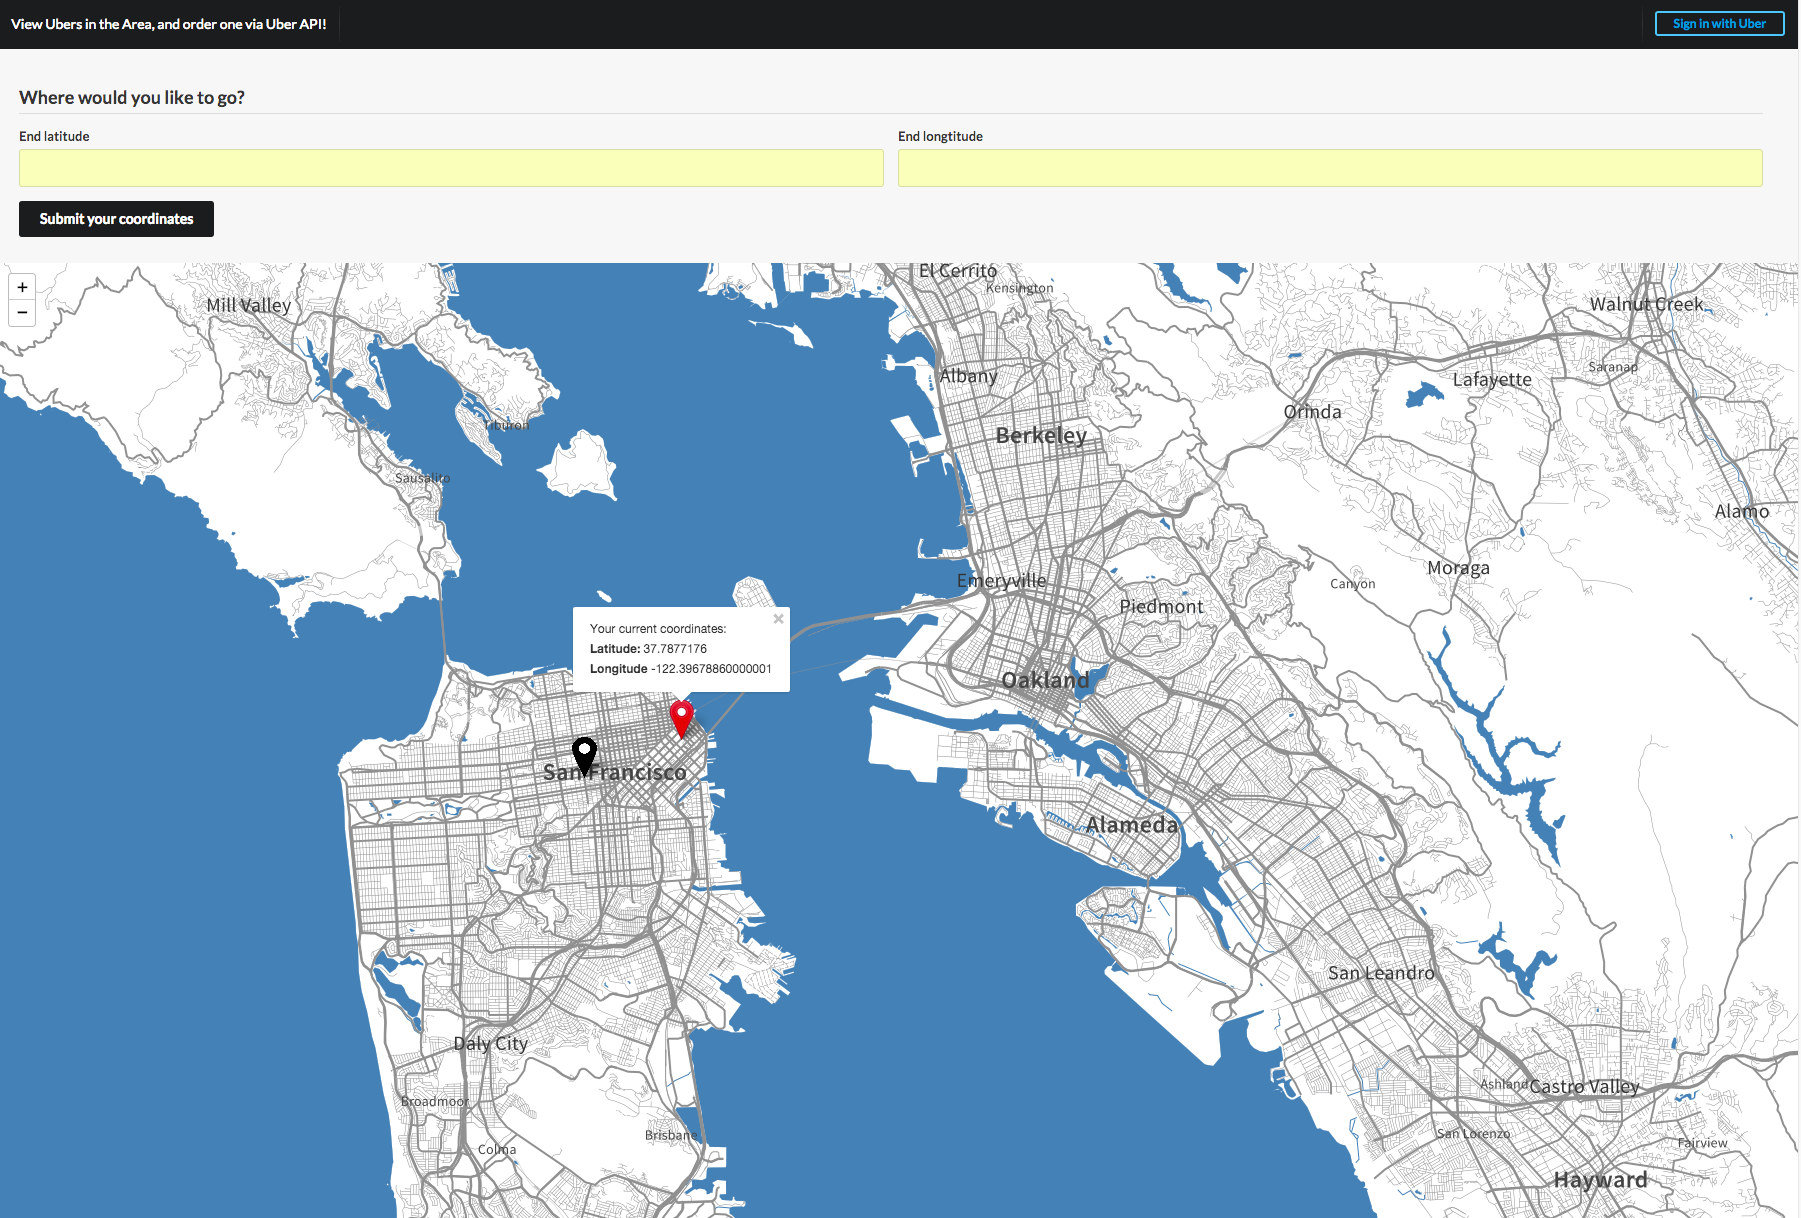 View Ubers in the Area, and order one via Uber API!
Sign in with Uber
Where would you like to go?
End latitude
End longtitude
Submit your coordinates
+
−
El Cerrito
Kensington
Mill Valley
Walnut Creek
Saranap
Albany
Lafayette
Orinda
Tiburon
Berkeley
Sausalito
Alamo
Moraga
Emeryville
Canyon
Piedmont
Your current coordinates:
Latitude: 37.7877176
Longitude -122.39678860000001
×
Oakland
San Francisco
Alameda
San Leandro
Daly City
Ashland
Castro Valley
Broadmoor
San Lorenzo
Brisbane
Fairview
Colma
Hayward